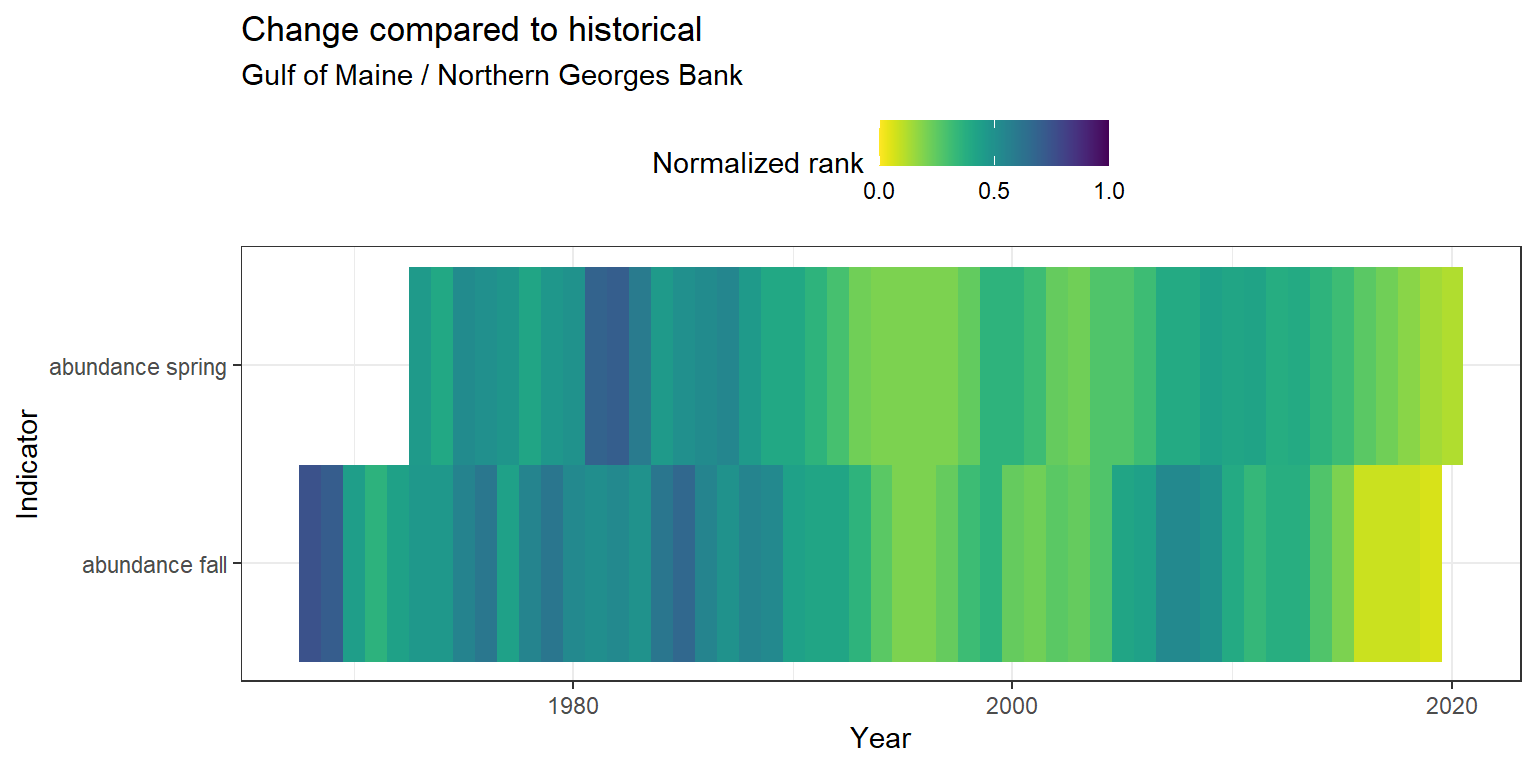 Change compared to historical
Gulf of Maine / Northern Georges Bank
Normalized rank
0.0 0.5 1.0
abundance spring
abundance fall
Indicator
1980 2000 2020
Year